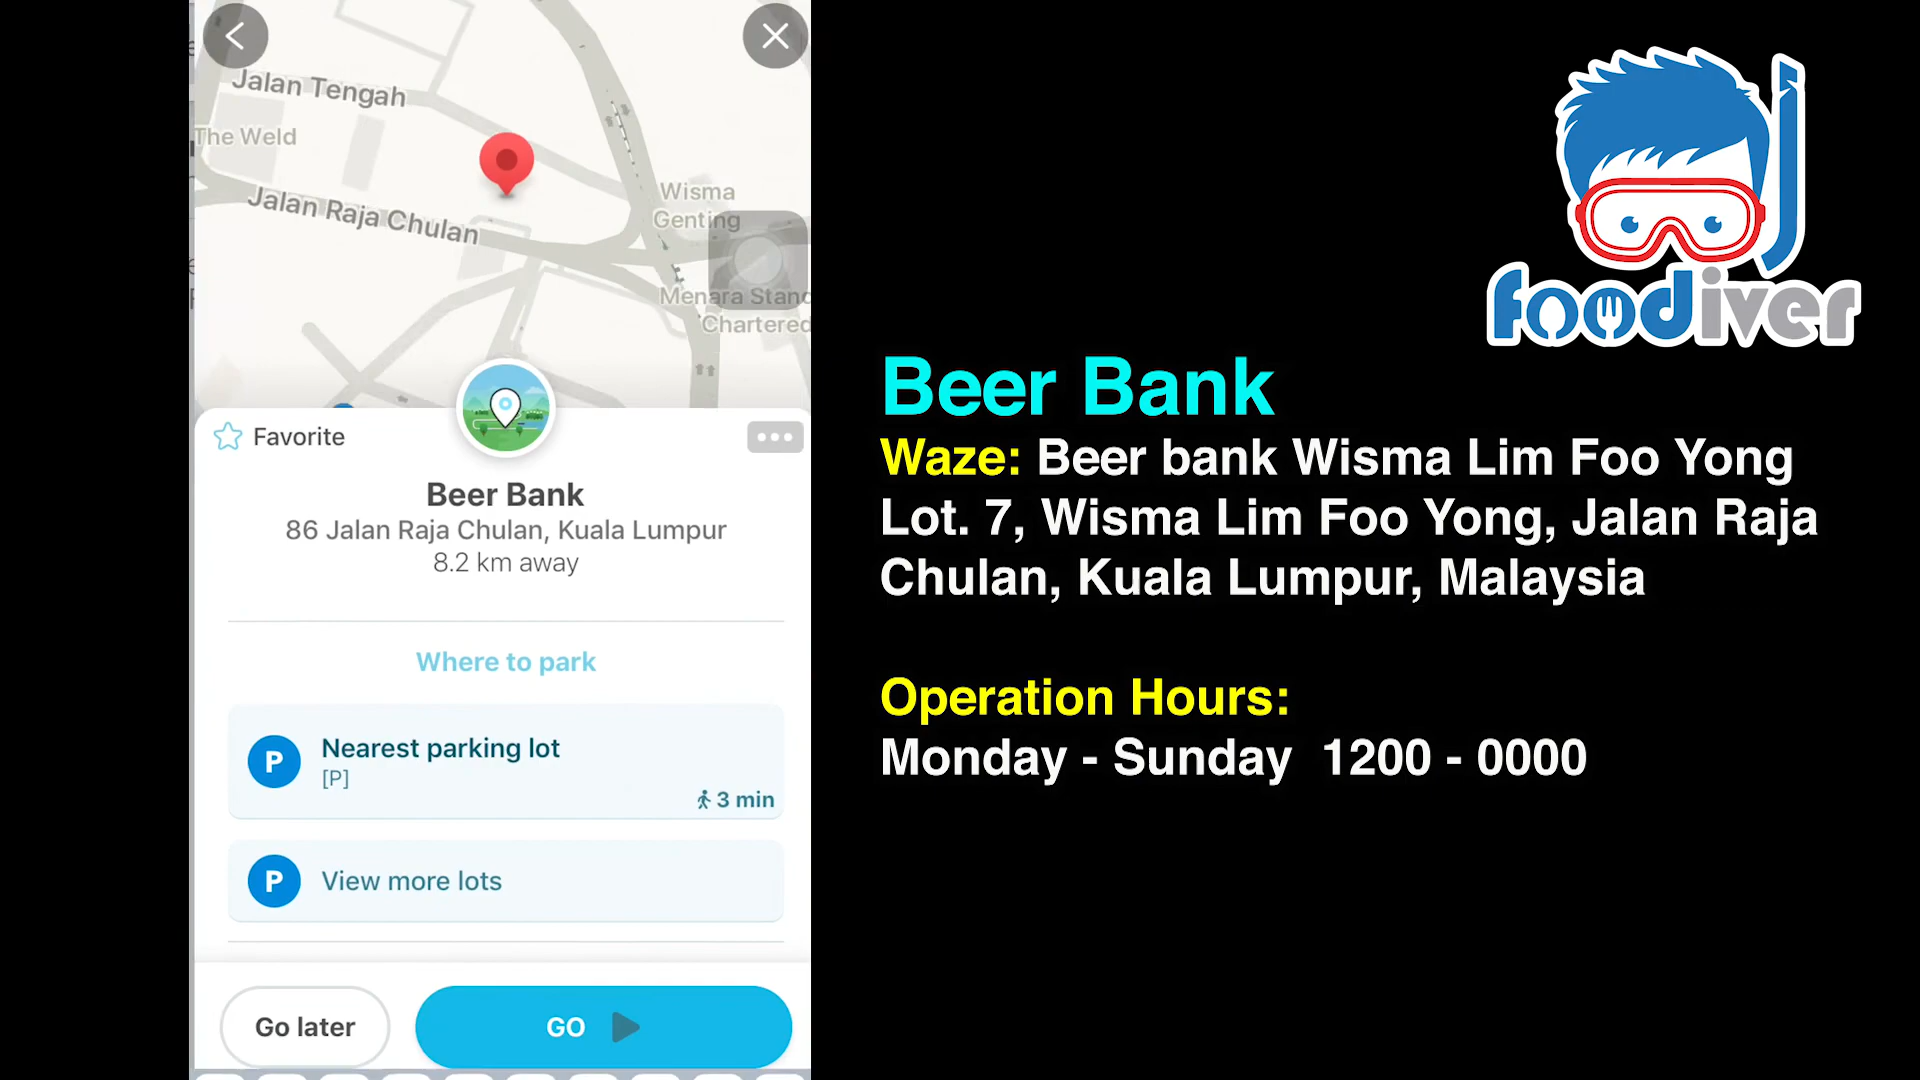 Jalan Tengah
The Weld
Jalan Raja Chulan
Wisma
Genting
Menara Stand
Chartered
Favorite
Beer Bank
86 Jalan Raja Chulan, Kuala Lumpur
8.2 km away
Where to park
P
Nearest parking lot
[P]
3 min
P
View more lots
Go later
GO
foodiver
Beer Bank
Waze: Beer bank Wisma Lim Foo Yong
Lot. 7, Wisma Lim Foo Yong, Jalan Raja
Chulan, Kuala Lumpur, Malaysia
Operation Hours:
Monday - Sunday 1200 - 0000